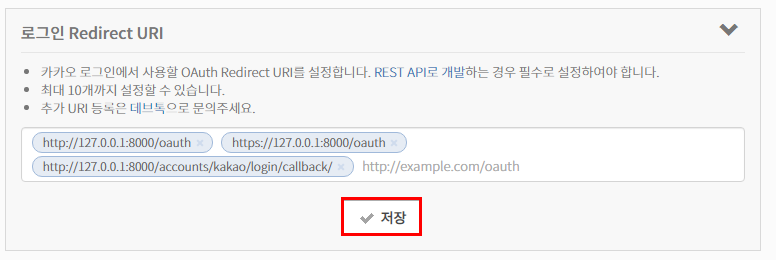 로그인 Redirect URI
카카오 로그인에서 사용할 OAuth Redirect URI를 설정합니다. REST API로 개발하는 경우 필수로 설정하여야 합니다.
최대 10개까지 설정할 수 있습니다.
추가 URI 등록은 데브톡으로 문의주세요.
http://127.0.0.1:8000/oauth × https://127.0.0.1:8000/oauth ×
http://127.0.0.1:8000/accounts/kakao/login/callback/ × http://example.com/oauth
저장